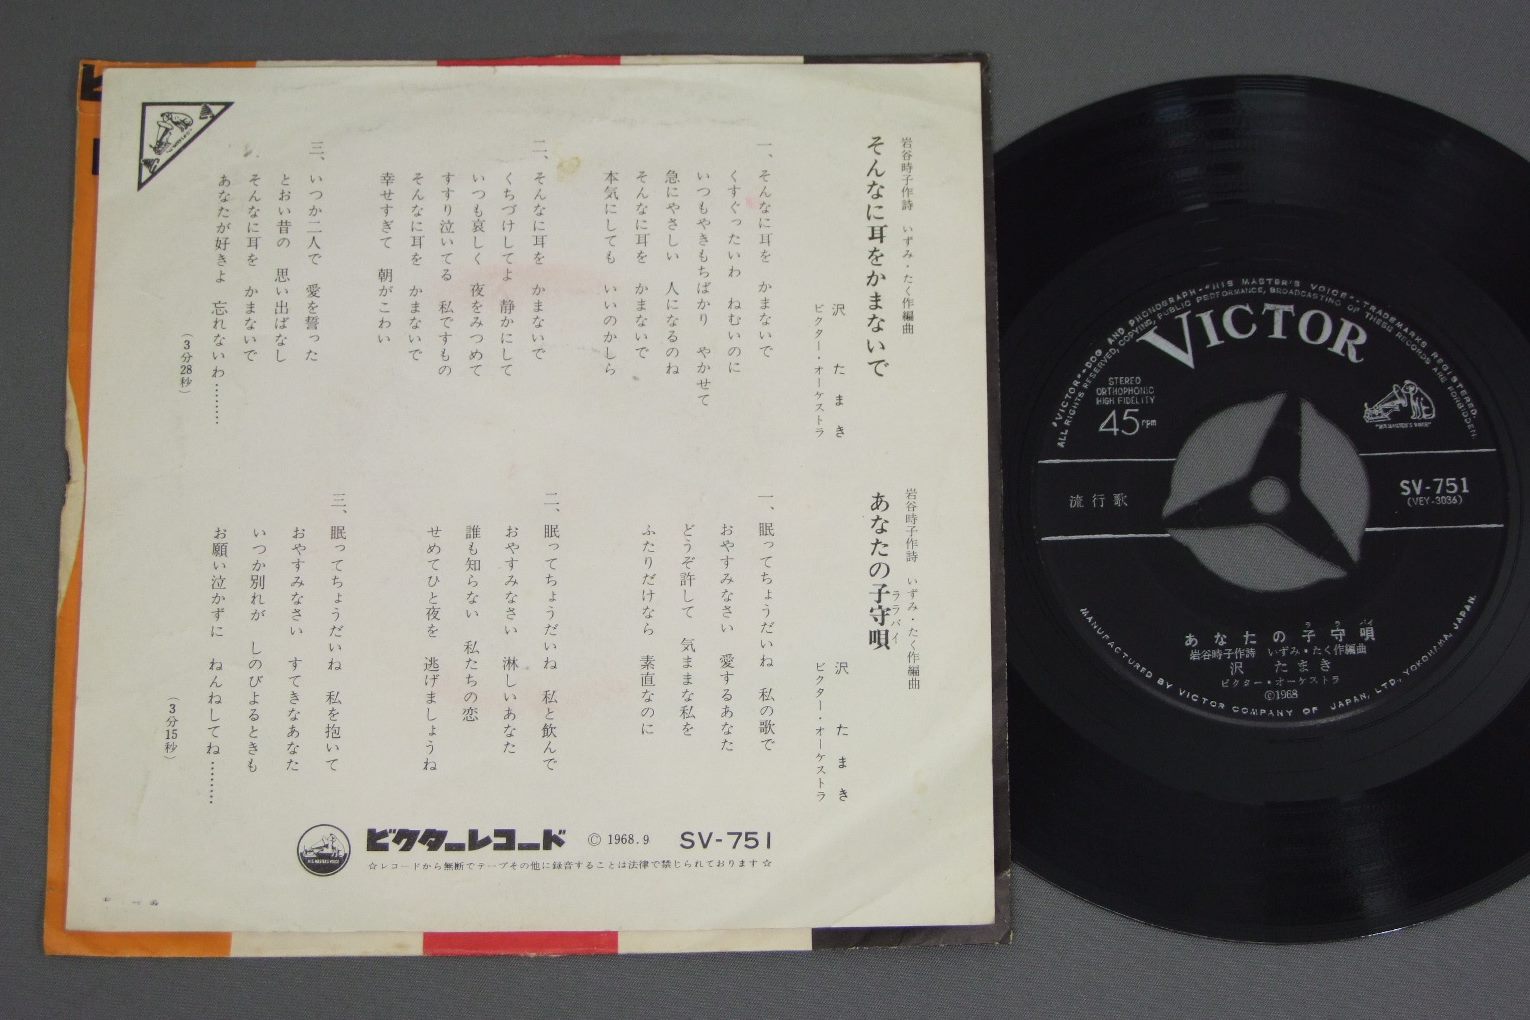 岩谷時子作詩 いずみ・たく作編曲
そんなに耳をかまないで
沢 たまき
ビクター・オーケストラ
一、そんなに耳を かまないで
くすぐったいわ ねむいのに
いつもやきもちばかり やかせて
急にやさしい 人になるのね
そんなに耳を かまないで
本気にしても いいのかしら
二、そんなに耳を かまないで
くちづけしてよ 静かにして
いつも哀しく 夜をみつめて
すすり泣いてる 私ですもの
そんなに耳を かまないで
幸せすぎて 朝がこわい
三、いつか二人で 愛を誓った
とおい昔の 思い出ばなし
そんなに耳を かまないで
あなたが好きよ 忘れないわ………
(3分28秒)
岩谷時子作詩 いずみ・たく作編曲
あなたの子守唄
ララバイ
沢 たまき
ビクター・オーケストラ
一、眠ってちょうだいね 私の歌で
おやすみなさい 愛するあなた
どうぞ許して 気ままな私を
ふたりだけなら 素直なのに
二、眠ってちょうだいね 私と飲んで
おやすみなさい 淋しいあなた
誰も知らない 私たちの恋
せめてひと夜を 逃げましょうね
三、眠ってちょうだいね 私を抱いて
おやすみなさい すてきなあなた
いつか別れが しのびよるときも
お願い泣かずに ねんねしてね………
(3分15秒)
ビクターレコード © 1968.9 SV-751
☆レコードから無断でテープその他に録音することは法律で禁じられております☆
"VICTOR"・"DOG AND PHONOGRAPH"・"HIS MASTER'S VOICE"・TRADEMARKS REGISTERED.
ALL RIGHTS RESERVED, COPYING, PUBLIC PERFORMANCE, BROADCASTING OF THESE RECORDS ARE FORBIDDEN.
VICTOR
STEREO
ORTHOPHONIC
HIGH FIDELITY
45 rpm
"HIS MASTER'S VOICE"
流行歌
SV-751
(VEY-3036)
ララバイ
あなたの子守唄
岩谷時子作詩 いずみ・たく作編曲
沢 たまき
ビクター・オーケストラ
Ⓟ1968
MANUFACTURED BY VICTOR COMPANY OF JAPAN, LTD., YOKOHAMA, JAPAN.